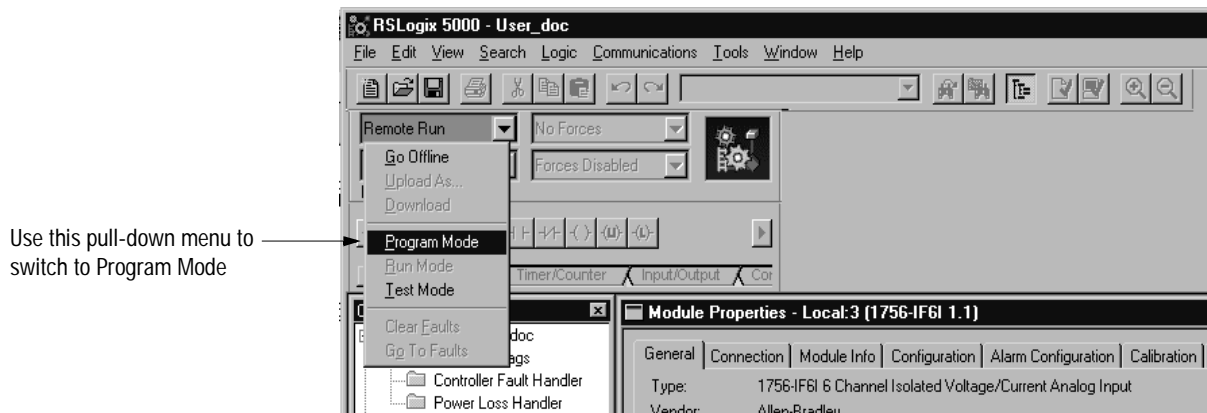 RSLogix 5000 - User_doc
File Edit View Search Logic Communications Tools Window Help
Remote Run
No Forces
Go Offline
Forces Disabled
Upload As...
Download
Use this pull-down menu to
switch to Program Mode
Program Mode
Run Mode
Test Mode
Timer/Counter Input/Output
Module Properties - Local:3 (1756-IF6I 1.1)
Clear Faults
doc
Go To Faults
ags
General Connection Module Info Configuration Alarm Configuration Calibration
Controller Fault Handler
Type: 1756-IF6I 6 Channel Isolated Voltage/Current Analog Input
Power Loss Handler
Vendor: Allen-Bradley